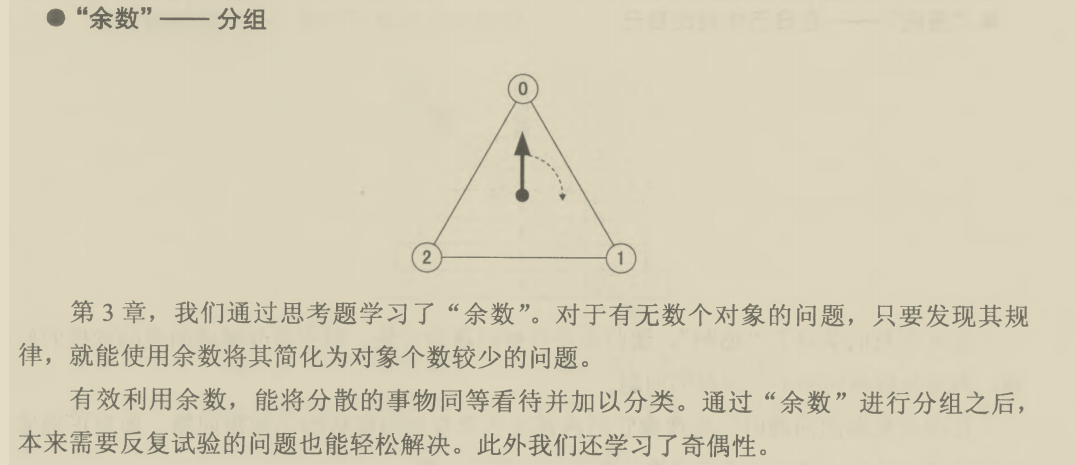 ● “余数”—— 分组
0
2
1
第 3 章，我们通过思考题学习了“余数”。对于有无数个对象的问题，只要发现其规
律，就能使用余数将其简化为对象个数较少的问题。
有效利用余数，能将分散的事物同等看待并加以分类。通过“余数”进行分组之后，
本来需要反复试验的问题也能轻松解决。此外我们还学习了奇偶性。